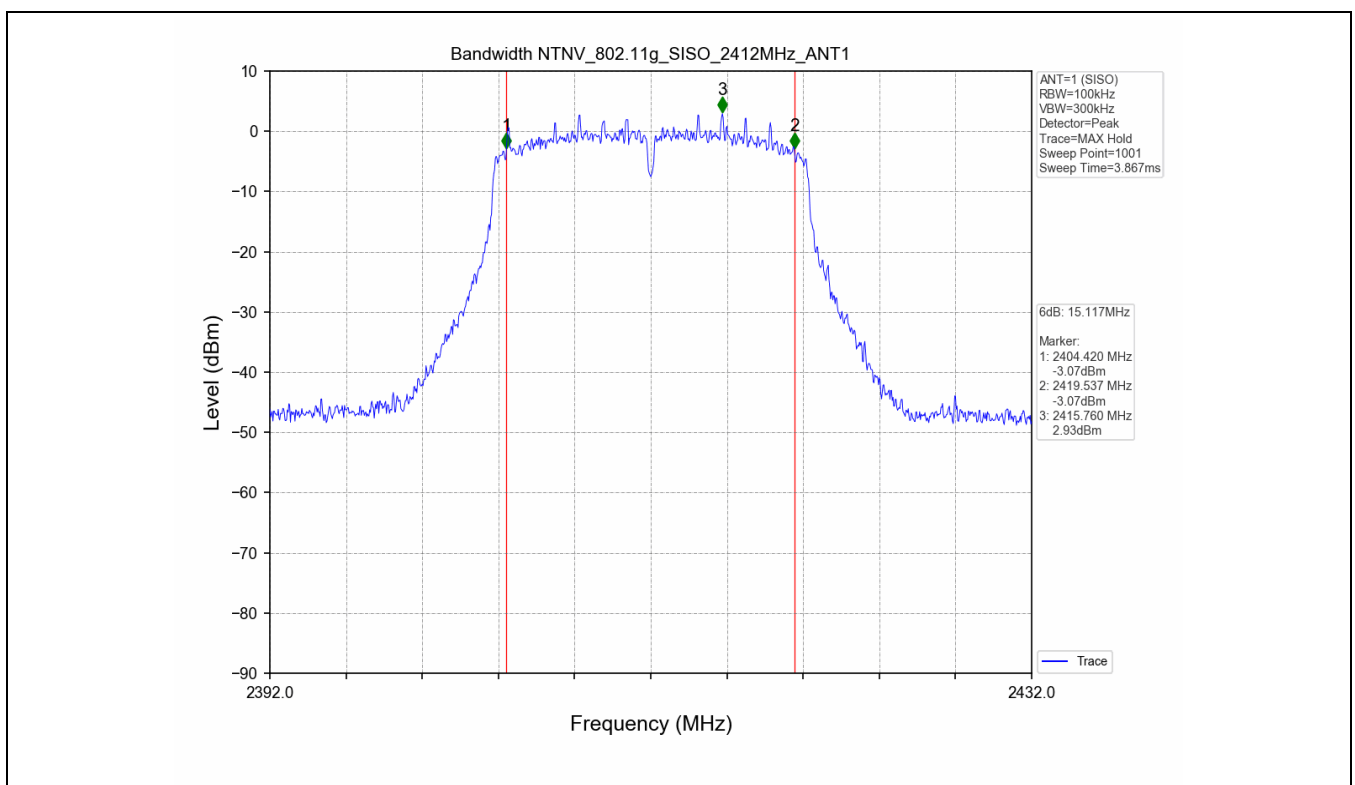 Bandwidth NTNV_802.11g_SISO_2412MHz_ANT1
10
0
−10
−20
−30
−40
−50
−60
−70
−80
−90
Level (dBm)
1
3
2
2392.0
2432.0
Frequency (MHz)
ANT=1 (SISO)
RBW=100kHz
VBW=300kHz
Detector=Peak
Trace=MAX Hold
Sweep Point=1001
Sweep Time=3.867ms
6dB: 15.117MHz
Marker:
1: 2404.420 MHz
-3.07dBm
2: 2419.537 MHz
-3.07dBm
3: 2415.760 MHz
2.93dBm
Trace